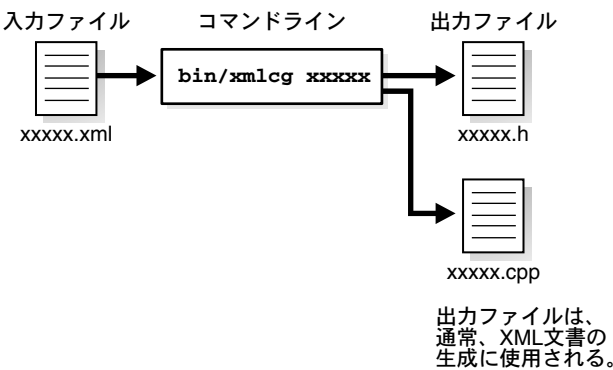 入力ファイル
コマンドライン
出力ファイル
bin/xmlcg xxxxx
xxxxx.xml
xxxxx.h
xxxxx.cpp
出力ファイルは、
通常、XML文書の
生成に使用される。